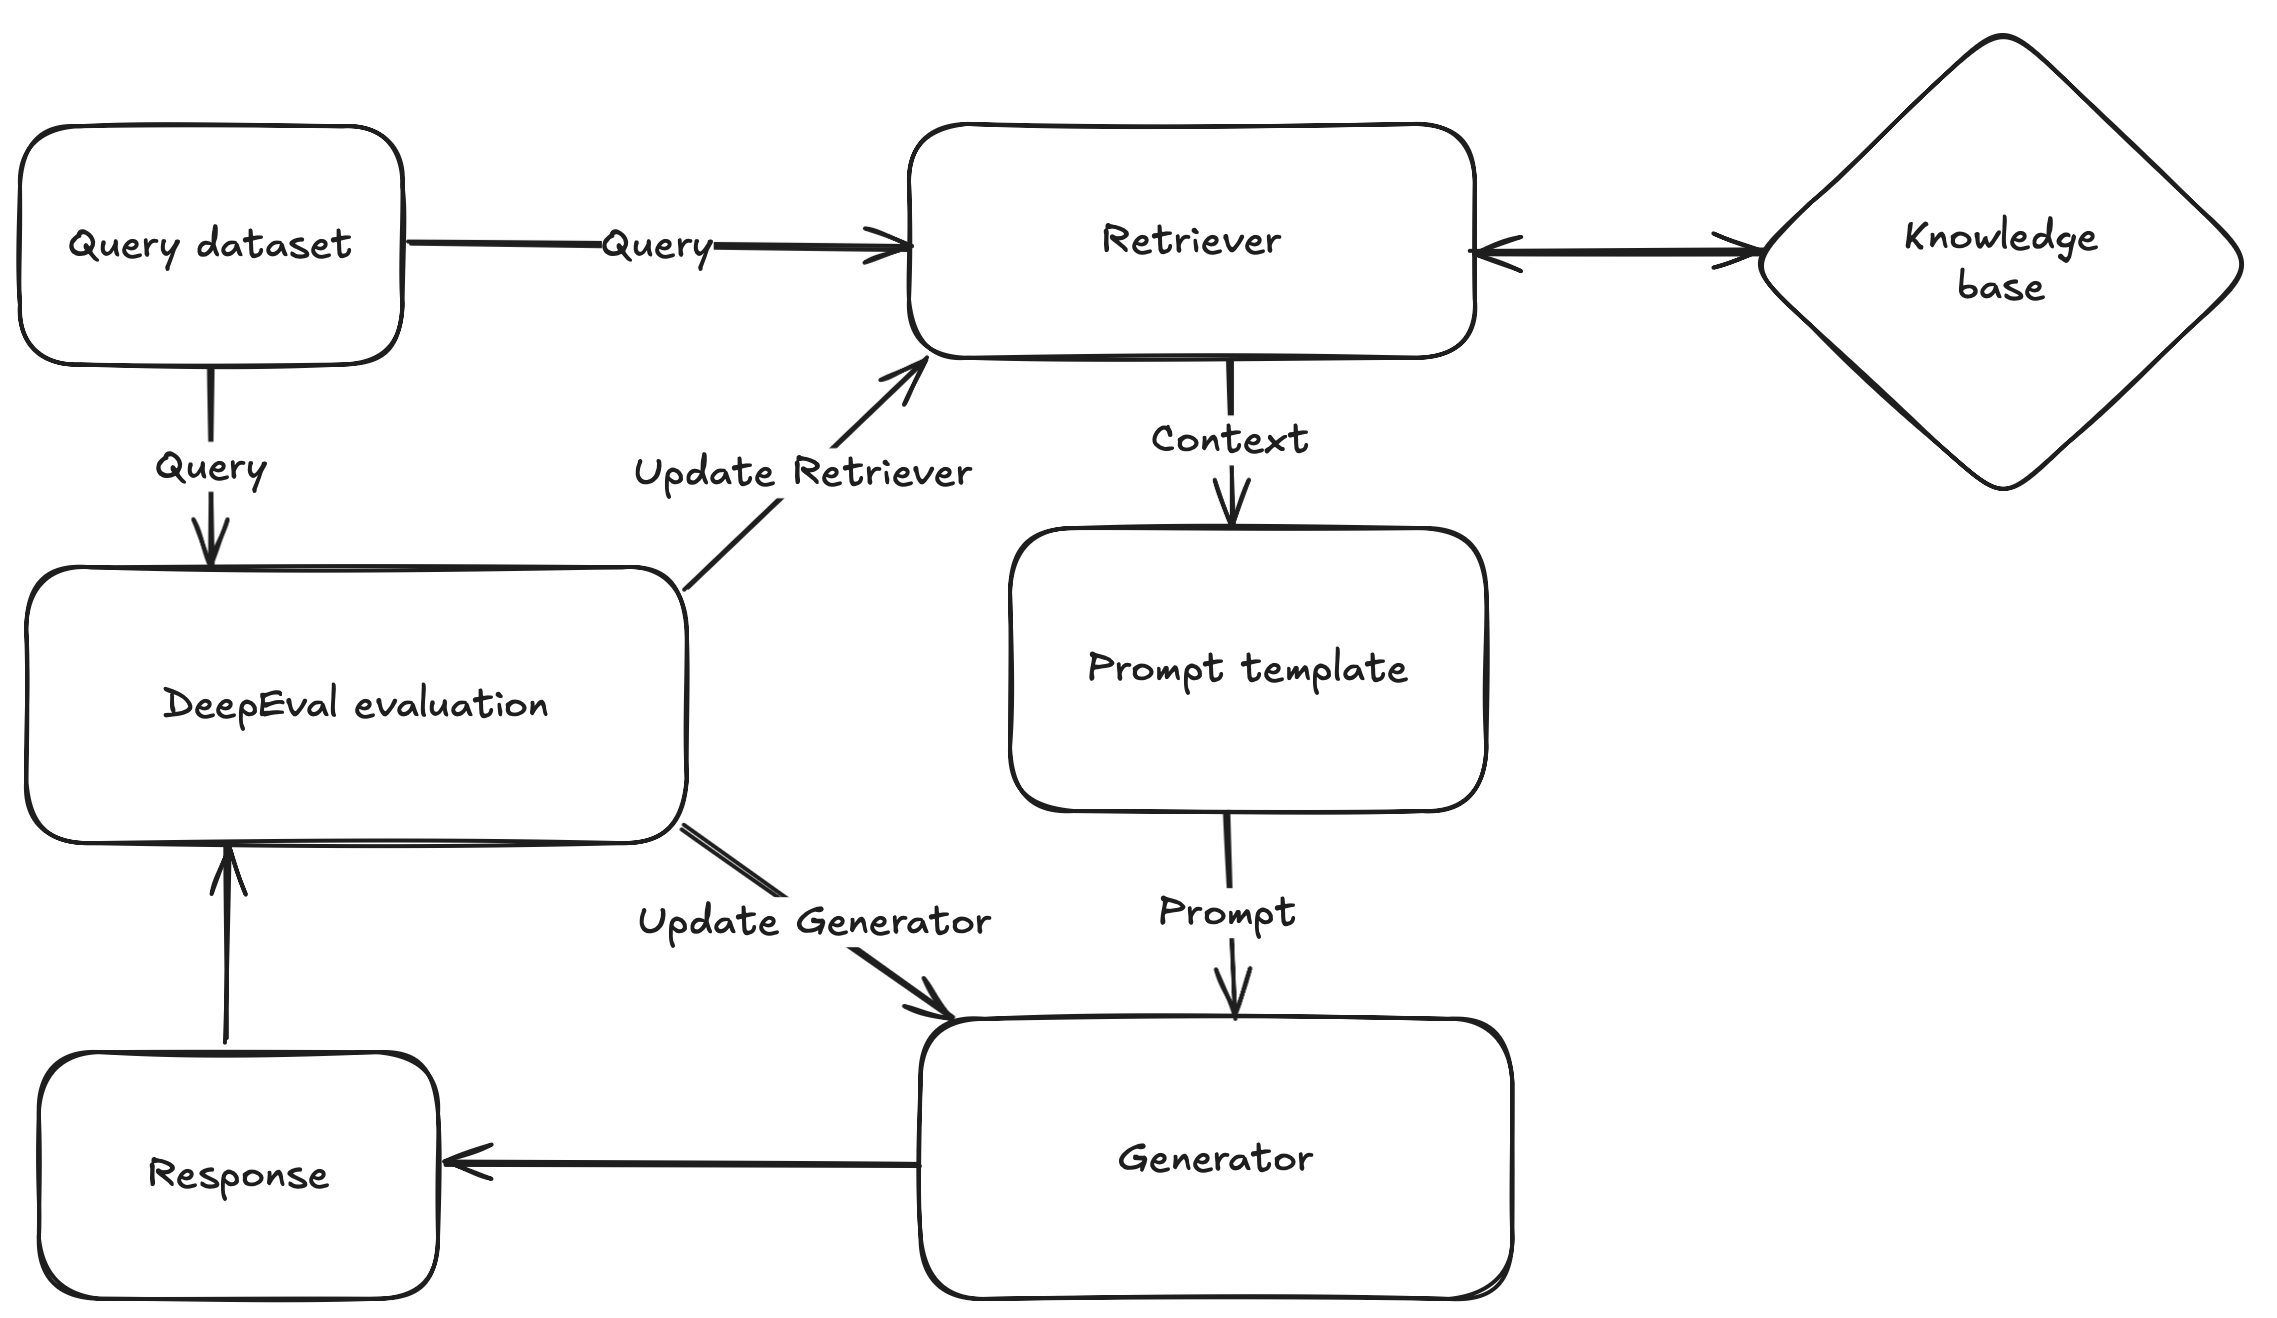 Query dataset
Query
Retriever
Knowledge
base
Query
Update Retriever
Context
DeepEval evaluation
Prompt template
Update Generator
Prompt
Response
Generator